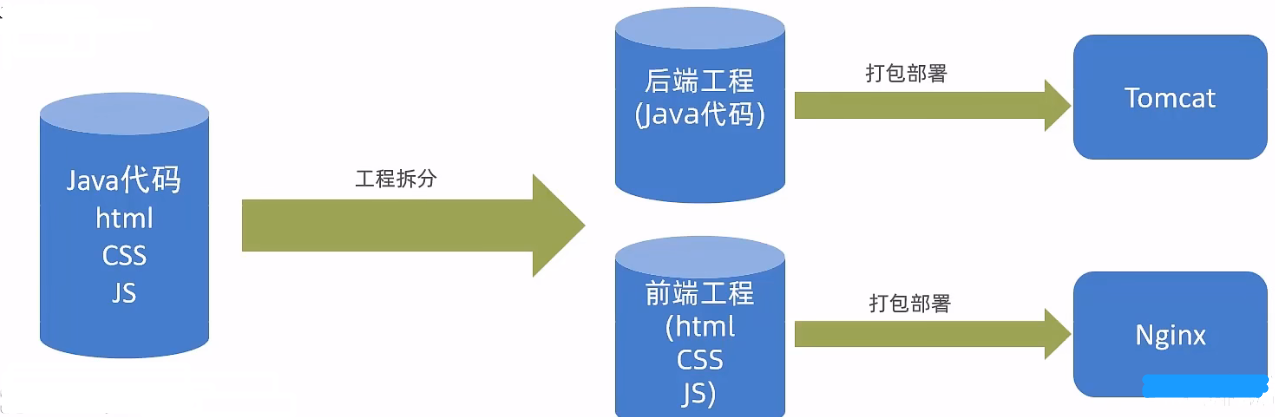 Java代码
html
CSS
JS
工程拆分
后端工程
(Java代码)
打包部署
Tomcat
前端工程
(html
CSS
JS)
打包部署
Nginx